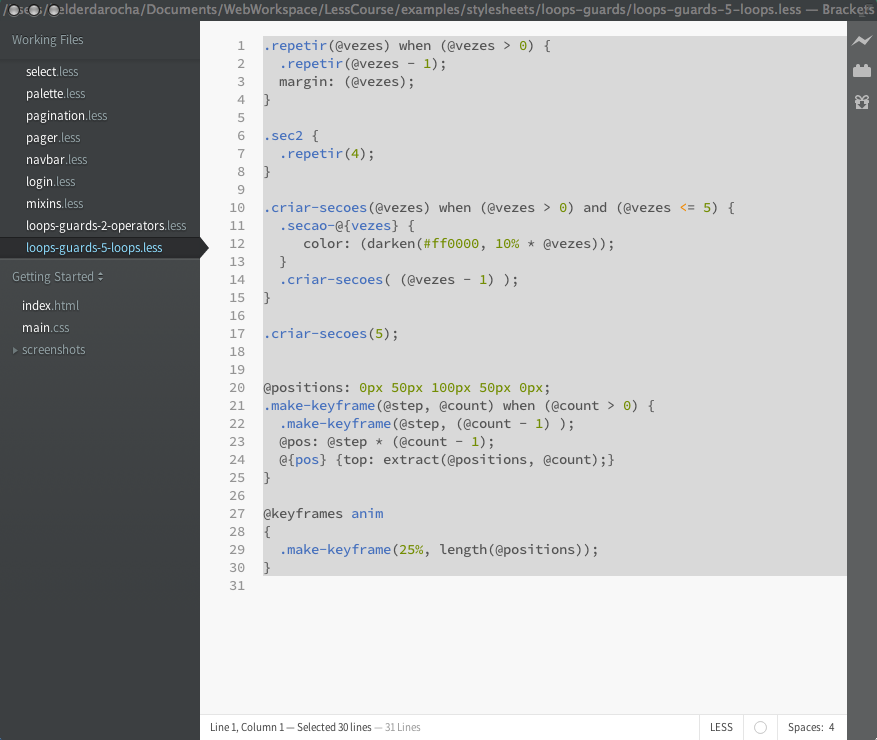 /Users/helderdarocha/Documents/WebWorkspace/LessCourse/examples/stylesheets/loops-guards/loops-guards-5-loops.less — Brackets
Working Files
select.less
palette.less
pagination.less
pager.less
navbar.less
login.less
mixins.less
loops-guards-2-operators.less
loops-guards-5-loops.less
Getting Started
index.html
main.css
screenshots
1 .repetir(@vezes) when (@vezes > 0) {
2   .repetir(@vezes - 1);
3   margin: (@vezes);
4 }
5
6 .sec2 {
7   .repetir(4);
8 }
9
10 .criar-secoes(@vezes) when (@vezes > 0) and (@vezes <= 5) {
11   .secao-@{vezes} {
12      color: (darken(#ff0000, 10% * @vezes));
13   }
14   .criar-secoes( (@vezes - 1) );
15 }
16
17 .criar-secoes(5);
18
19
20 @positions: 0px 50px 100px 50px 0px;
21 .make-keyframe(@step, @count) when (@count > 0) {
22   .make-keyframe(@step, (@count - 1) );
23   @pos: @step * (@count - 1);
24   @{pos} {top: extract(@positions, @count);}
25 }
26
27 @keyframes anim
28 {
29   .make-keyframe(25%, length(@positions));
30 }
31
Line 1, Column 1 — Selected 30 lines — 31 Lines
LESS
Spaces: 4